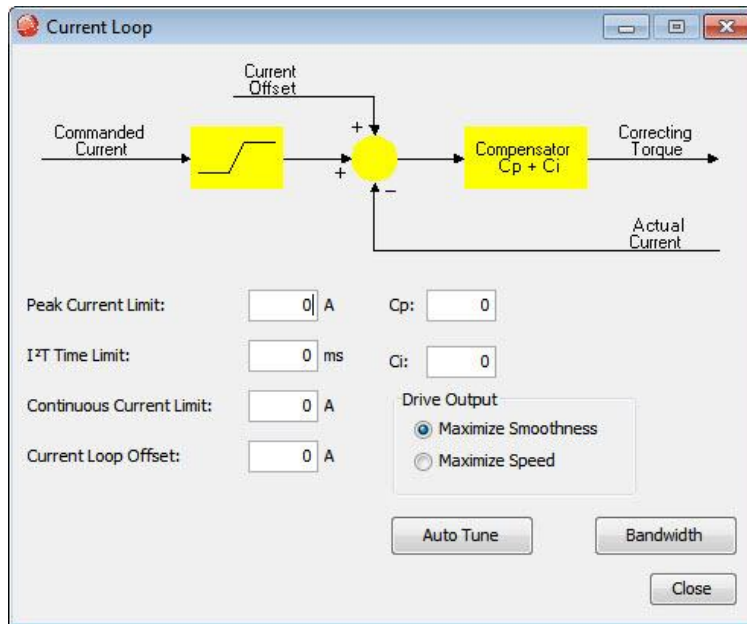 Current Loop
Current
Offset
Commanded
Current
+
+
−
Compensator
Cp + Ci
Correcting
Torque
Actual
Current
Peak Current Limit: 0 A Cp: 0
I²T Time Limit: 0 ms Ci: 0
Continuous Current Limit: 0 A
Current Loop Offset: 0 A
Drive Output
Maximize Smoothness
Maximize Speed
Auto Tune Bandwidth
Close